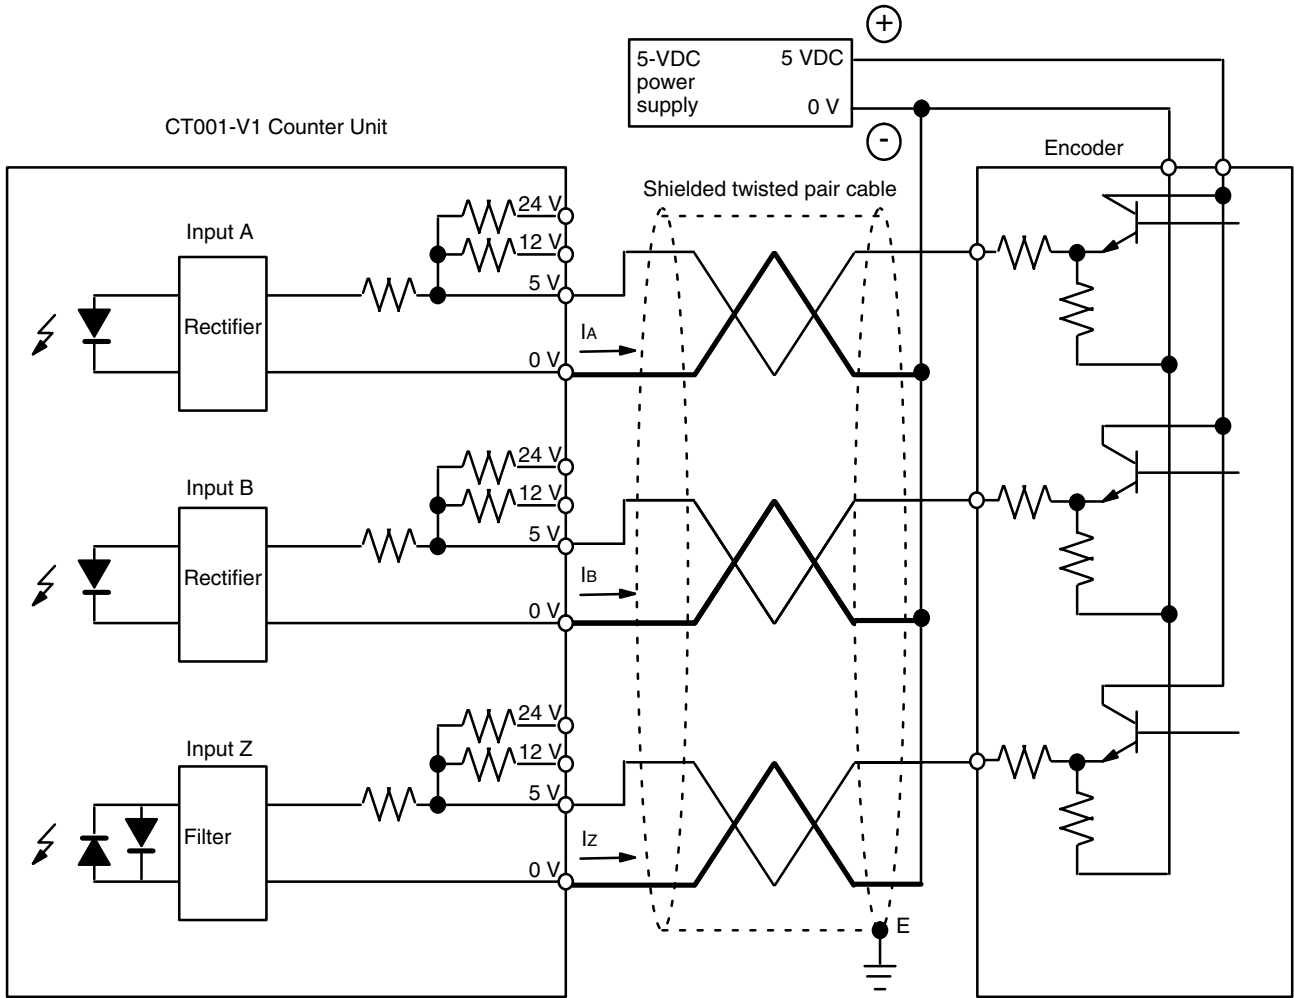 +
5-VDC power supply
5 VDC
0 V
-
CT001-V1 Counter Unit
Encoder
Shielded twisted pair cable
Input A
24 V
12 V
5 V
Rectifier
IA
0 V
Input B
24 V
12 V
5 V
Rectifier
IB
0 V
Input Z
24 V
12 V
5 V
Filter
IZ
0 V
E